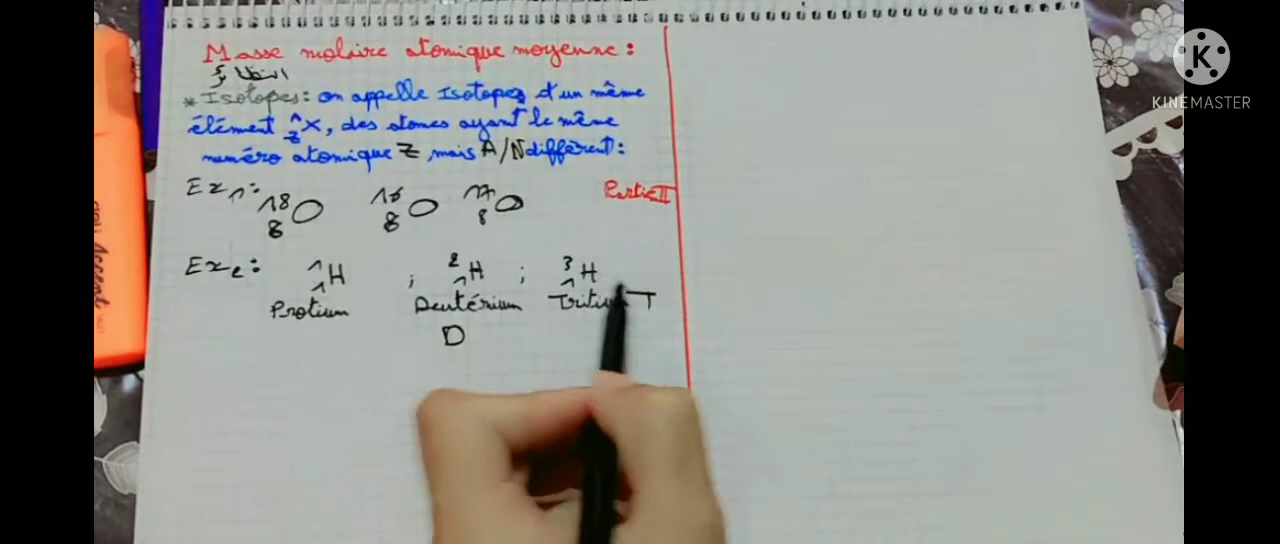 Masse molaire atomique moyenne :
النظائر
* Isotopes : on appelle Isotopes d'un même
élément ᴬ_Z X, des atomes ayant le même
numéro atomique Z mais A/N différent :
Partie II
Ex₁ : ¹⁸₈O ¹⁶₈O ¹⁷₈O
Ex₂ : ¹₁H ; ²₁H ; ³₁H
Protium Deutérium Tritium T
D
K
KINEMASTER